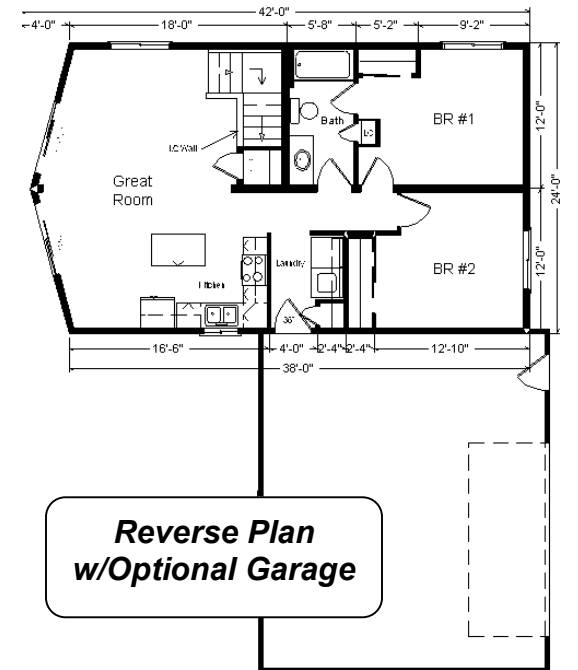 42'-0"
4'-0" 18'-0" 5'-8" 5'-2" 9'-2"
Bath
BR #1
12'-0"
24'-0"
Great
Room
BR #2
12'-0"
Laundry
Kitchen
36"
16'-6" 4'-0" 2'-4" 2'-4" 12'-10"
38'-0"
Reverse Plan
w/Optional Garage